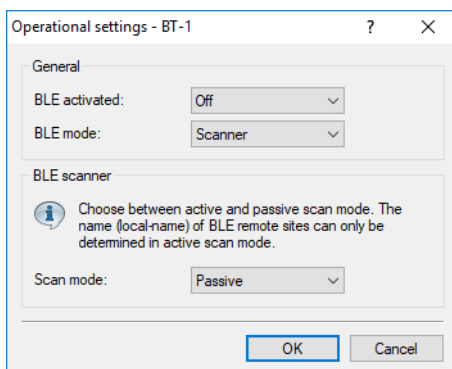 Operational settings - BT-1
?
General
BLE activated:
Off
BLE mode:
Scanner
BLE scanner
Choose between active and passive scan mode. The
name (local-name) of BLE remote sites can only be
determined in active scan mode.
Scan mode:
Passive
OK
Cancel